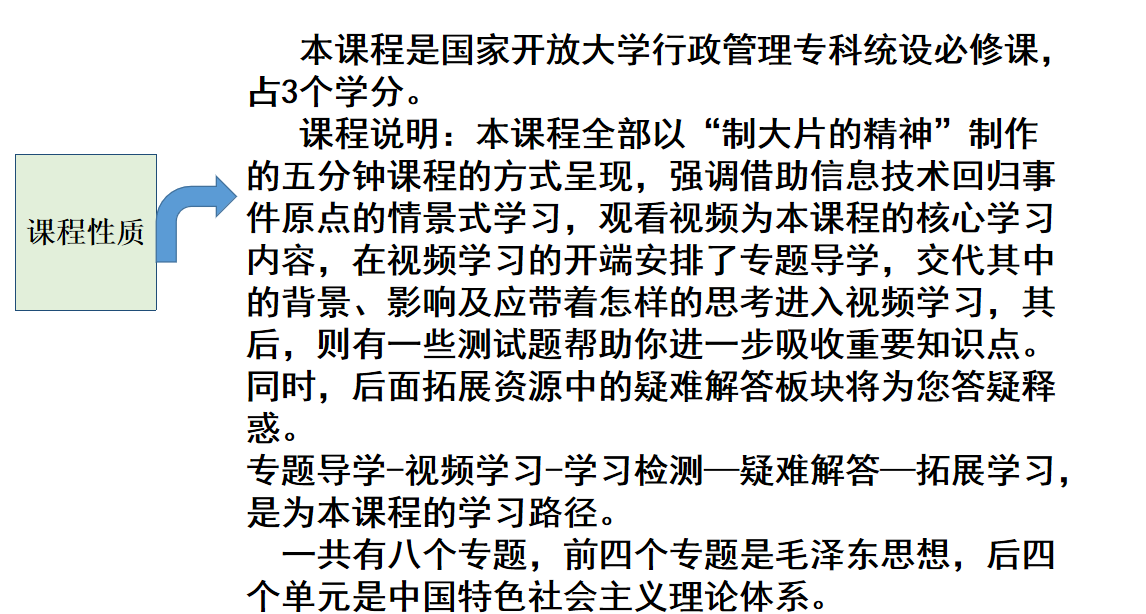 课程性质
本课程是国家开放大学行政管理专科统设必修课，
占3个学分。
课程说明：本课程全部以“制大片的精神”制作
的五分钟课程的方式呈现，强调借助信息技术回归事
件原点的情景式学习，观看视频为本课程的核心学习
内容，在视频学习的开端安排了专题导学，交代其中
的背景、影响及应带着怎样的思考进入视频学习，其
后，则有一些测试题帮助你进一步吸收重要知识点。
同时，后面拓展资源中的疑难解答板块将为您答疑释
惑。
专题导学-视频学习-学习检测—疑难解答—拓展学习，
是为本课程的学习路径。
一共有八个专题，前四个专题是毛泽东思想，后四
个单元是中国特色社会主义理论体系。